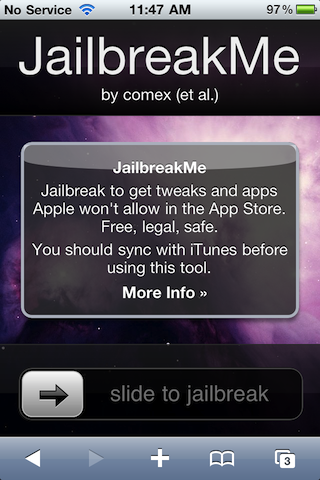 No Service 11:47 AM 97%
JailbreakMe
by comex (et al.)
JailbreakMe
Jailbreak to get tweaks and apps
Apple won't allow in the App Store.
Free, legal, safe.
You should sync with iTunes before
using this tool.
More Info »
slide to jailbreak
3